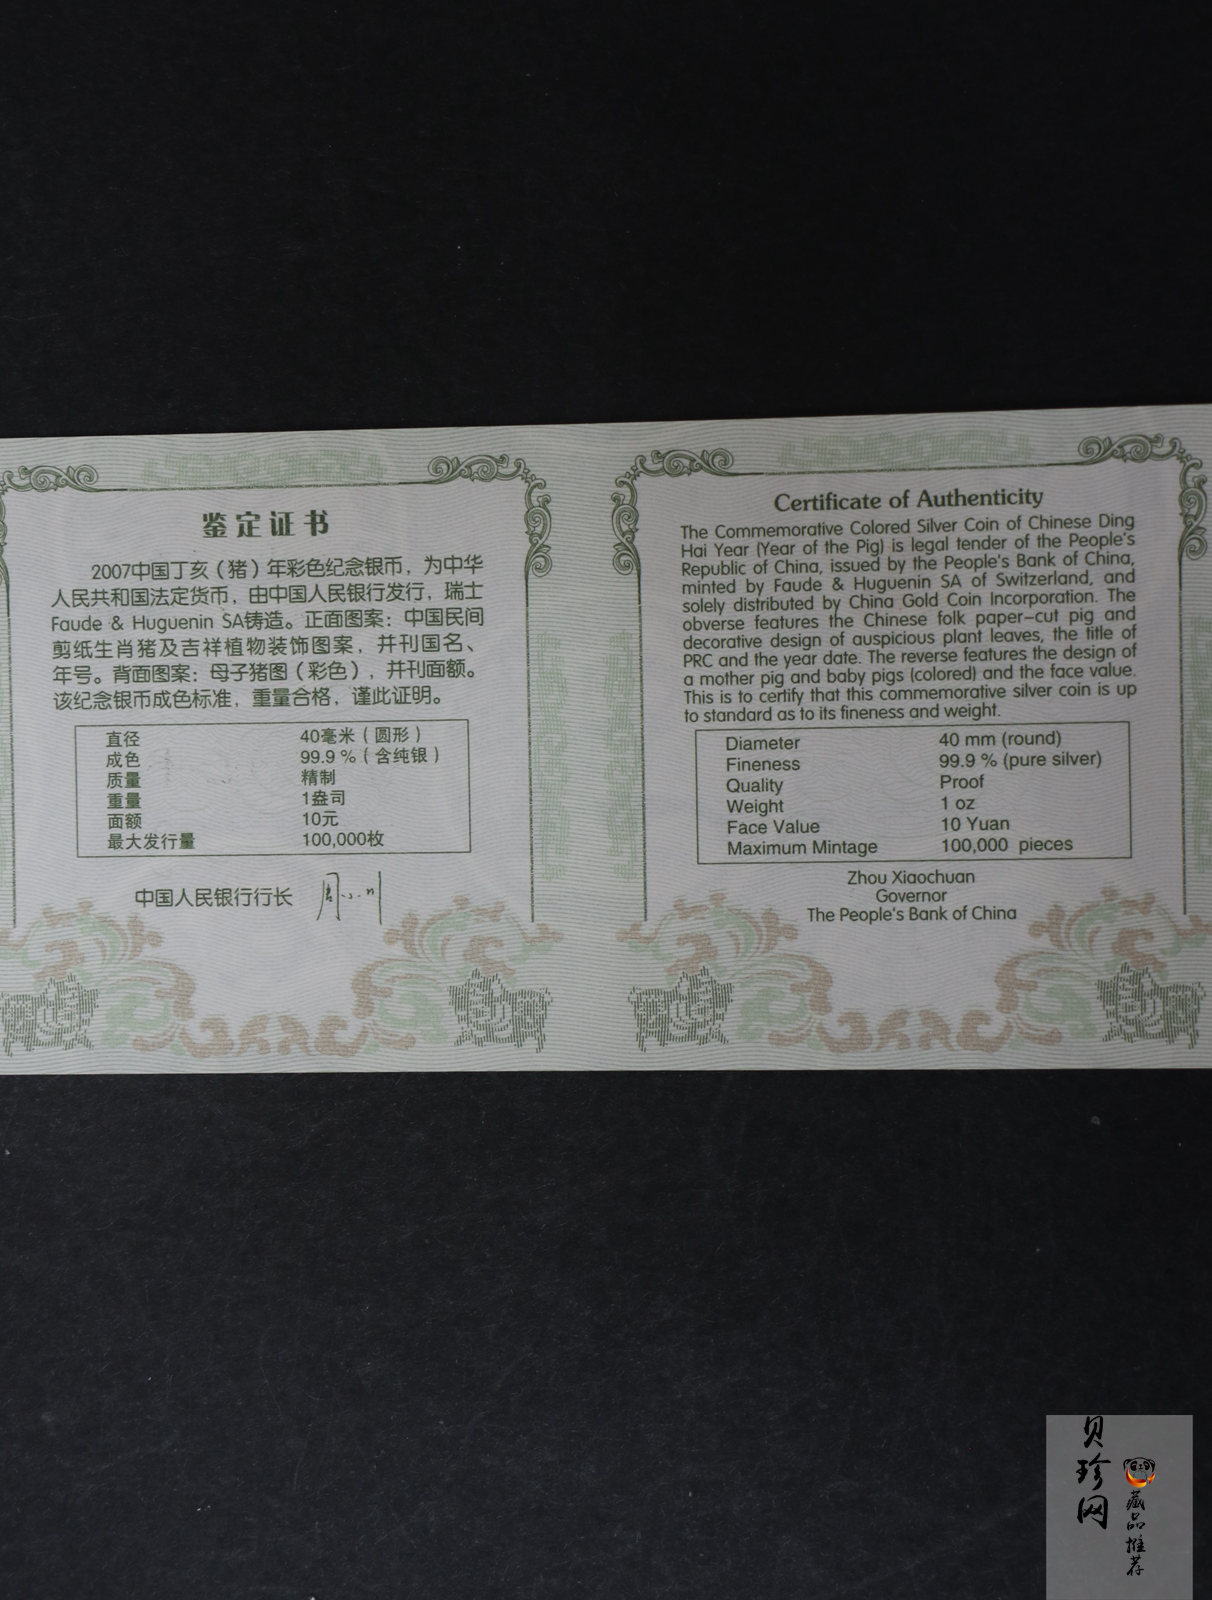 鉴定证书
2007中国丁亥（猪）年彩色纪念银币，为中华
人民共和国法定货币，由中国人民银行发行，瑞士
Faude & Huguenin SA铸造。正面图案：中国民间
剪纸生肖猪及吉祥植物装饰图案，并刊国名、
年号。背面图案：母子猪图（彩色），并刊面额。
该纪念银币成色标准，重量合格，谨此证明。
直径 40毫米（圆形）
成色 99.9 %（含纯银）
质量 精制
重量 1盎司
面额 10元
最大发行量 100,000枚
中国人民银行行长 周小川
Certificate of Authenticity
The Commemorative Colored Silver Coin of Chinese Ding
Hai Year (Year of the Pig) is legal tender of the People's
Republic of China, issued by the People's Bank of China,
minted by Faude & Huguenin SA of Switzerland, and
solely distributed by China Gold Coin Incorporation. The
obverse features the Chinese folk paper-cut pig and
decorative design of auspicious plant leaves, the title of
PRC and the year date. The reverse features the design of
a mother pig and baby pigs (colored) and the face value.
This is to certify that this commemorative silver coin is up
to standard as to its fineness and weight.
Diameter 40 mm (round)
Fineness 99.9 % (pure silver)
Quality Proof
Weight 1 oz
Face Value 10 Yuan
Maximum Mintage 100,000 pieces
Zhou Xiaochuan
Governor
The People's Bank of China
贝珍网
藏品推荐